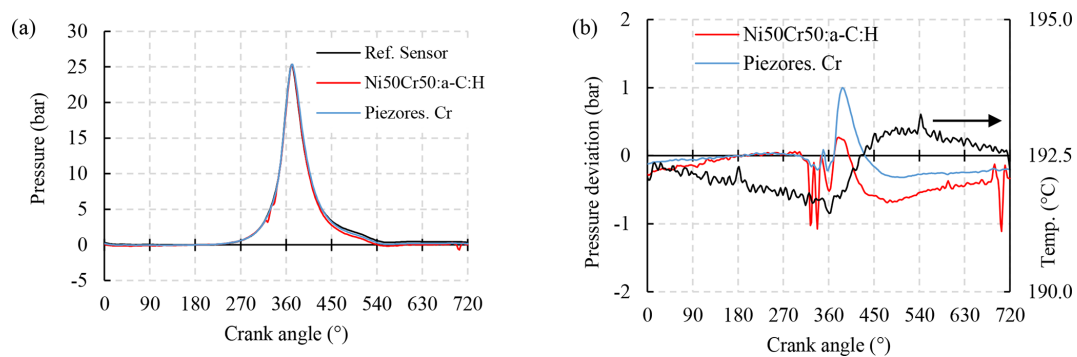 (a)
Pressure (bar)
30
25
20
15
10
5
0
-5
Ref. Sensor
Ni50Cr50:a-C:H
Piezores. Cr
0 90 180 270 360 450 540 630 720
Crank angle (°)
(b)
Pressure deviation (bar)
2
1
0
-1
-2
Ni50Cr50:a-C:H
Piezores. Cr
195.0
192.5
190.0
Temp. (°C)
0 90 180 270 360 450 540 630 720
Crank angle (°)